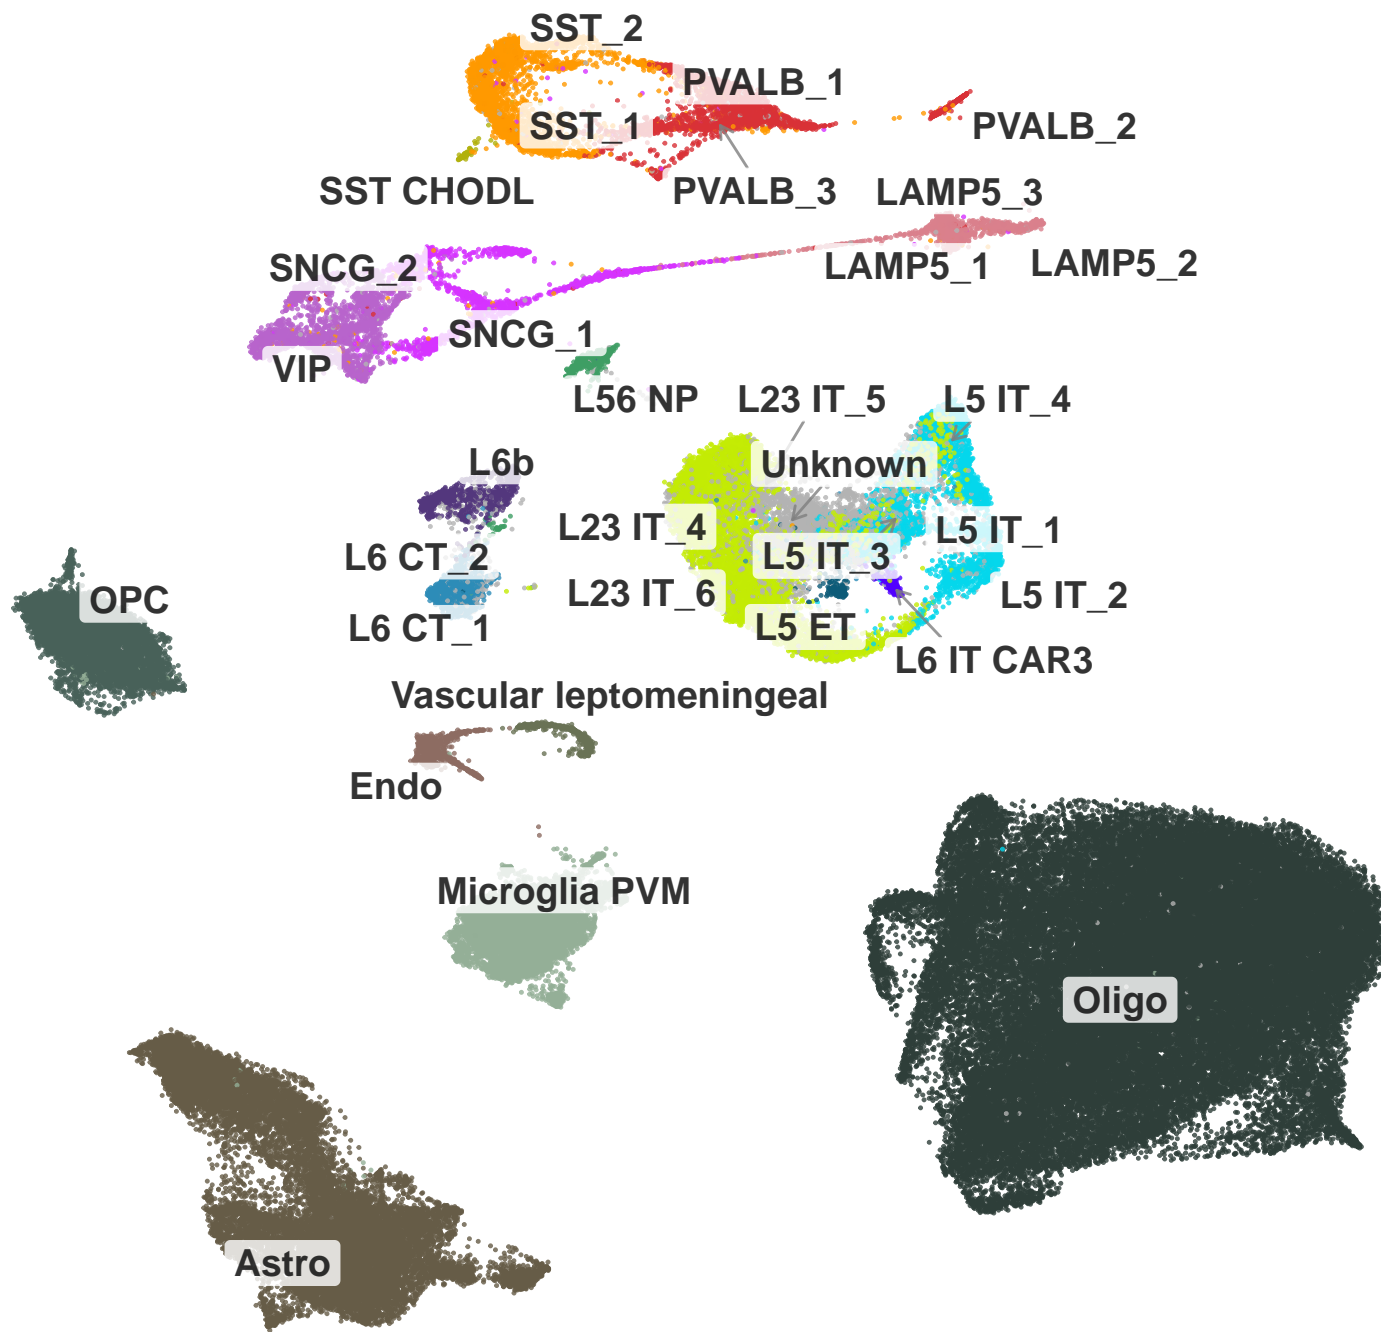 SST_2
PVALB_1
SST_1
PVALB_2
SST CHODL
PVALB_3
LAMP5_3
SNCG_2
LAMP5_1
LAMP5_2
SNCG_1
VIP
L56 NP
L23 IT_5
L5 IT_4
L6b
Unknown
L23 IT_4
L5 IT_1
L6 CT_2
L5 IT_3
OPC
L23 IT_6
L5 IT_2
L6 CT_1
L5 ET
L6 IT CAR3
Vascular leptomeningeal
Endo
Microglia PVM
Oligo
Astro